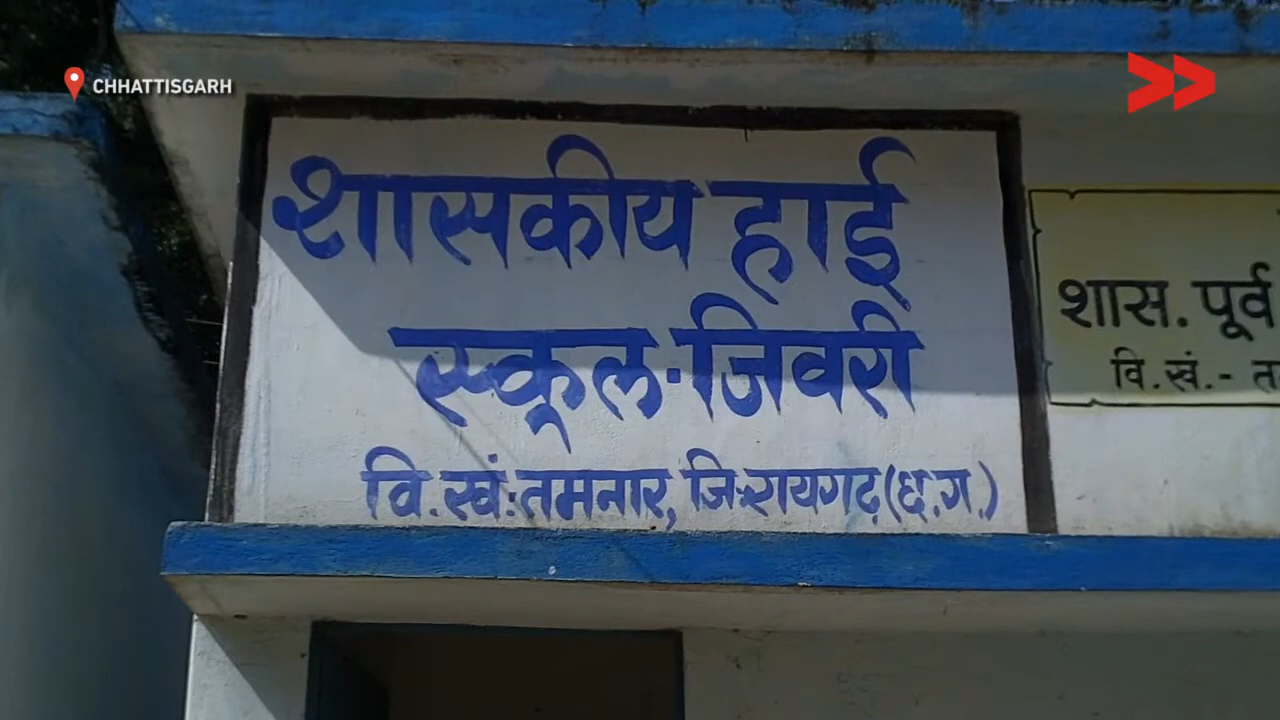 CHHATTISGARH
शासकीय हाई
स्कूल-जिवरी
वि.खं:तमनार, जि:रायगढ़(छ.ग.)
शास. पूर्व
वि.खं.- त